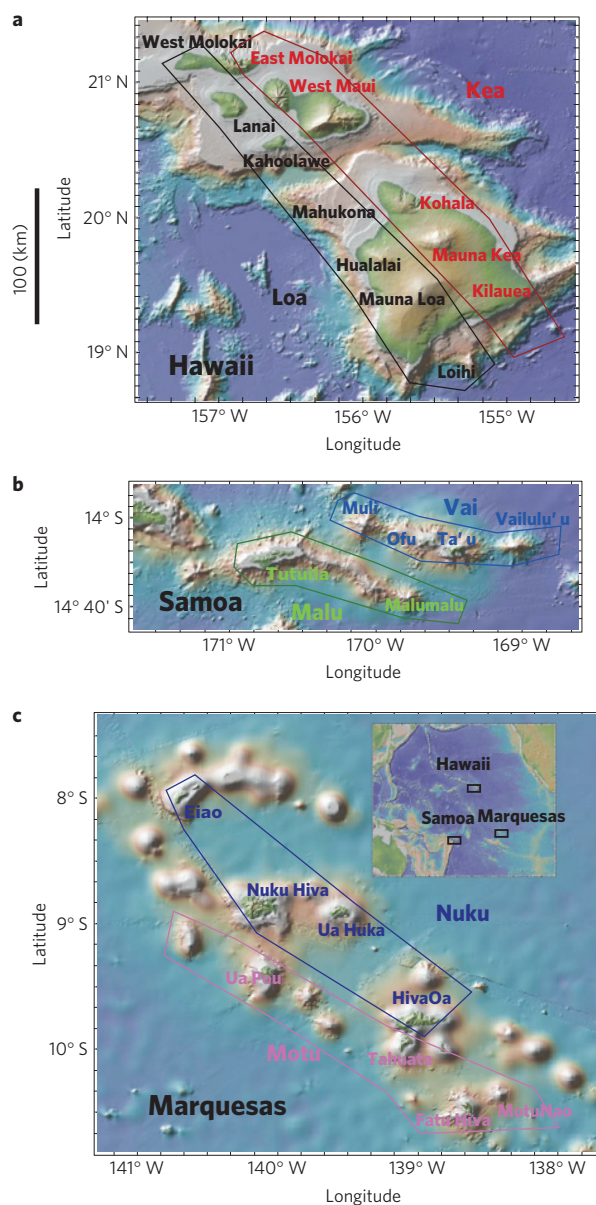 a
West Molokai
East Molokai
21° N
West Maui
Kea
Lanai
Kahoolawe
20° N
Mahukona
Kohala
Hualalai
Mauna Kea
Loa
Mauna Loa
Kilauea
19° N
Hawaii
Loihi
100 (km)
Latitude
157° W
156° W
155° W
Longitude
b
14° S
Muli
Vai
Vailulu' u
Ofu
Ta' u
Tutuila
14° 40' S
Samoa
Malu
Malumalu
Latitude
171° W
170° W
169° W
Longitude
c
Hawaii
8° S
Eiao
Samoa
Marquesas
Nuku Hiva
Nuku
9° S
Ua Huka
Latitude
Ua Pou
HivaOa
10° S
Motu
Tahuata
Marquesas
Fatu Hiva
MotuNao
141° W
140° W
139° W
138° W
Longitude